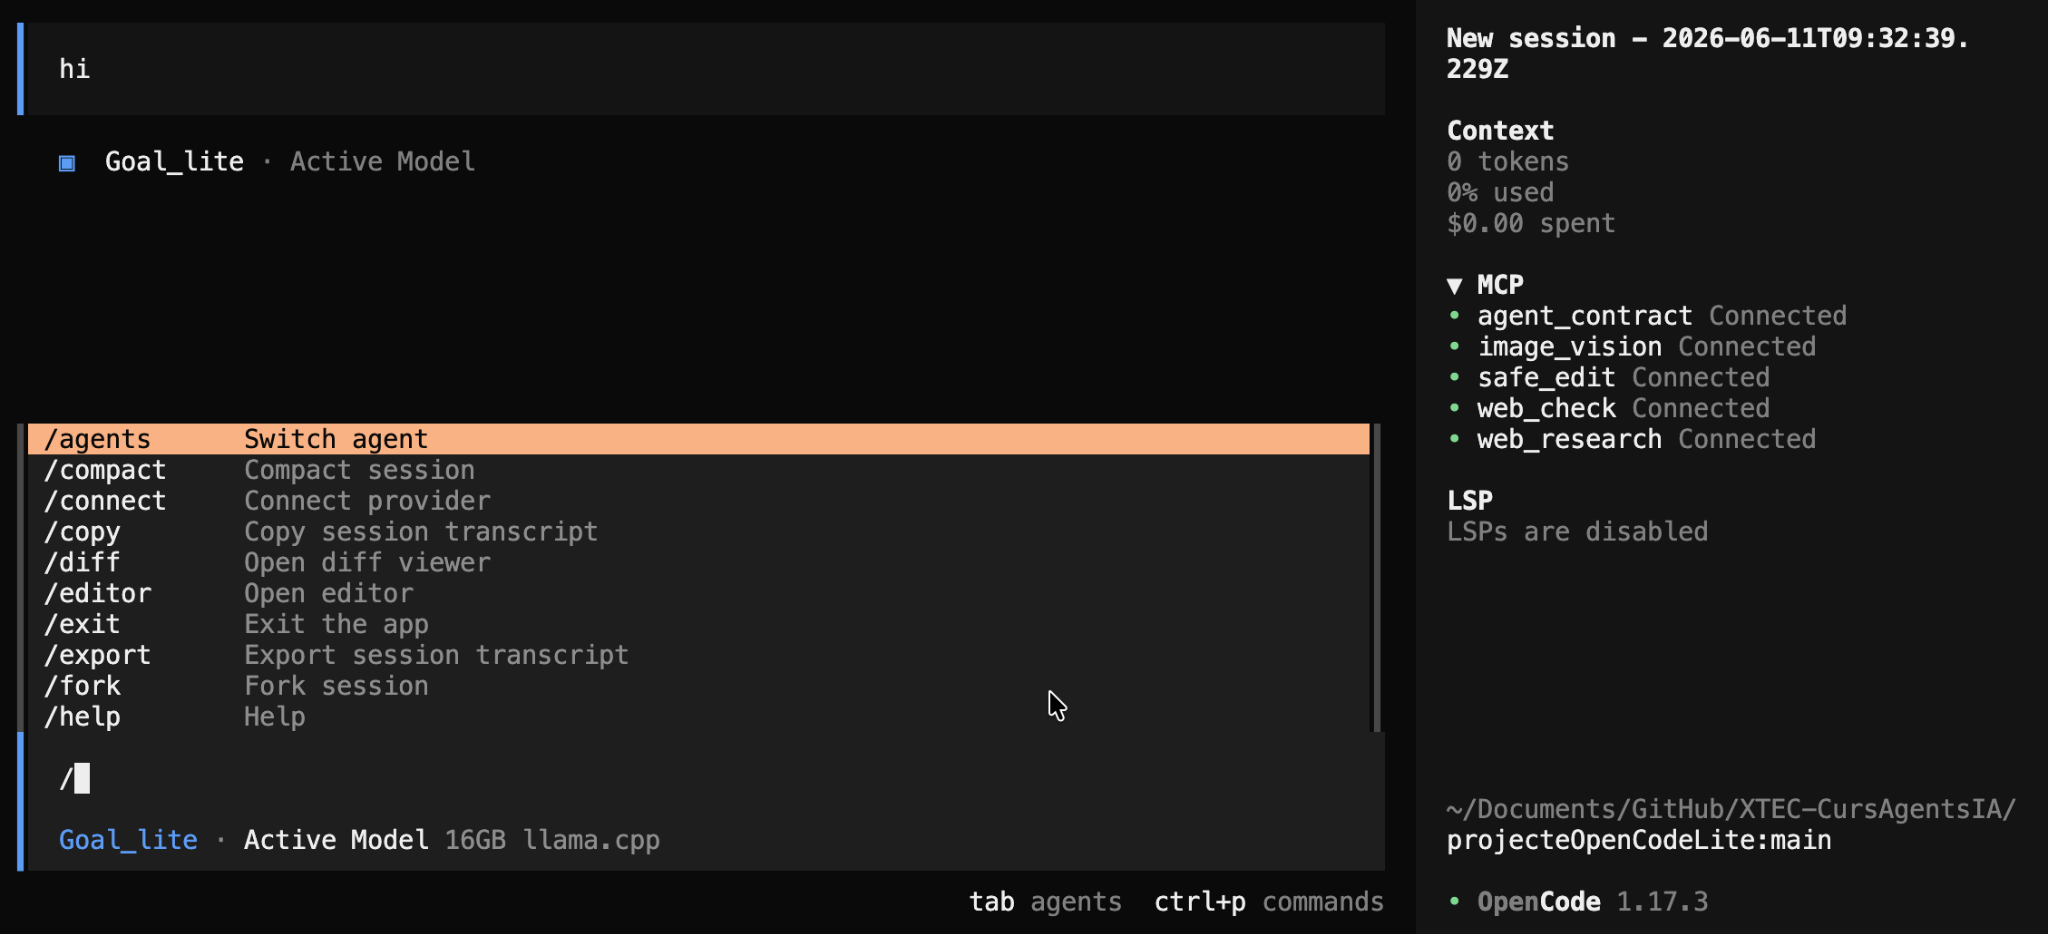 hi
▣ Goal_lite · Active Model
/agents Switch agent
/compact Compact session
/connect Connect provider
/copy Copy session transcript
/diff Open diff viewer
/editor Open editor
/exit Exit the app
/export Export session transcript
/fork Fork session
/help Help
/
Goal_lite · Active Model 16GB llama.cpp
tab agents ctrl+p commands
New session - 2026-06-11T09:32:39.
229Z
Context
0 tokens
0% used
$0.00 spent
▼ MCP
• agent_contract Connected
• image_vision Connected
• safe_edit Connected
• web_check Connected
• web_research Connected
LSP
LSPs are disabled
~/Documents/GitHub/XTEC-CursAgentsIA/
projecteOpenCodeLite:main
• OpenCode 1.17.3